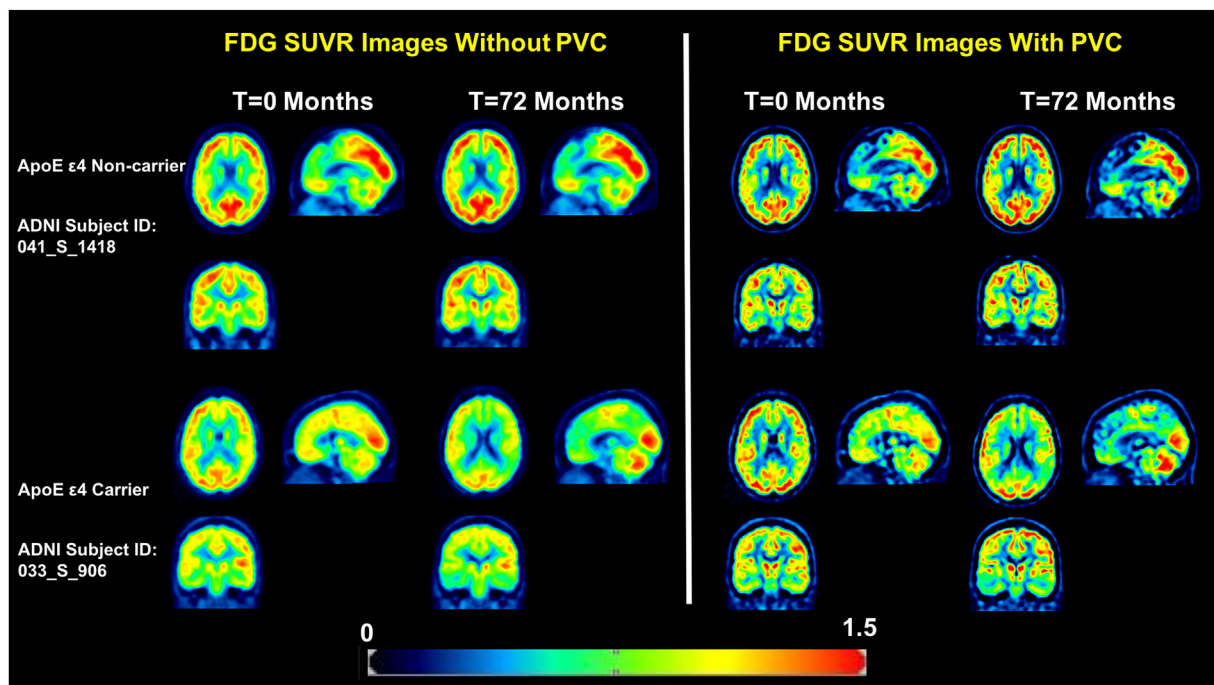 FDG SUVR Images Without PVC
FDG SUVR Images With PVC
T=0 Months
T=72 Months
T=0 Months
T=72 Months
ApoE ε4 Non-carrier
ADNI Subject ID:
041_S_1418
ApoE ε4 Carrier
ADNI Subject ID:
033_S_906
0
1.5